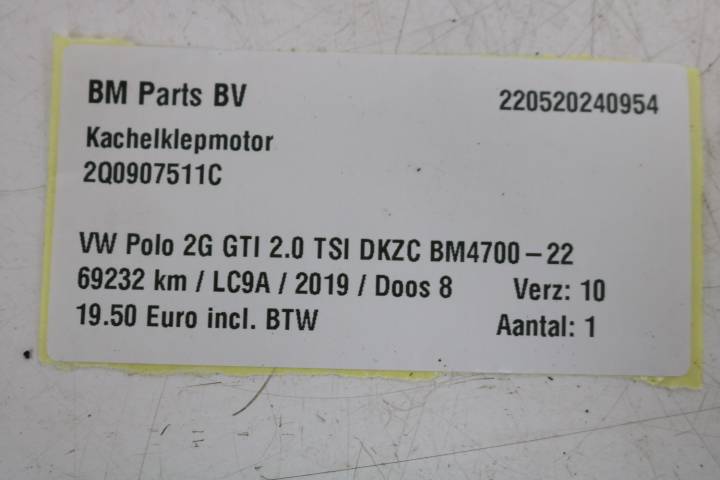 BM Parts BV 220520240954
Kachelklepmotor
2Q0907511C
VW Polo 2G GTI 2.0 TSI DKZC BM4700-22
69232 km / LC9A / 2019 / Doos 8 Verz: 10
19.50 Euro incl. BTW Aantal: 1